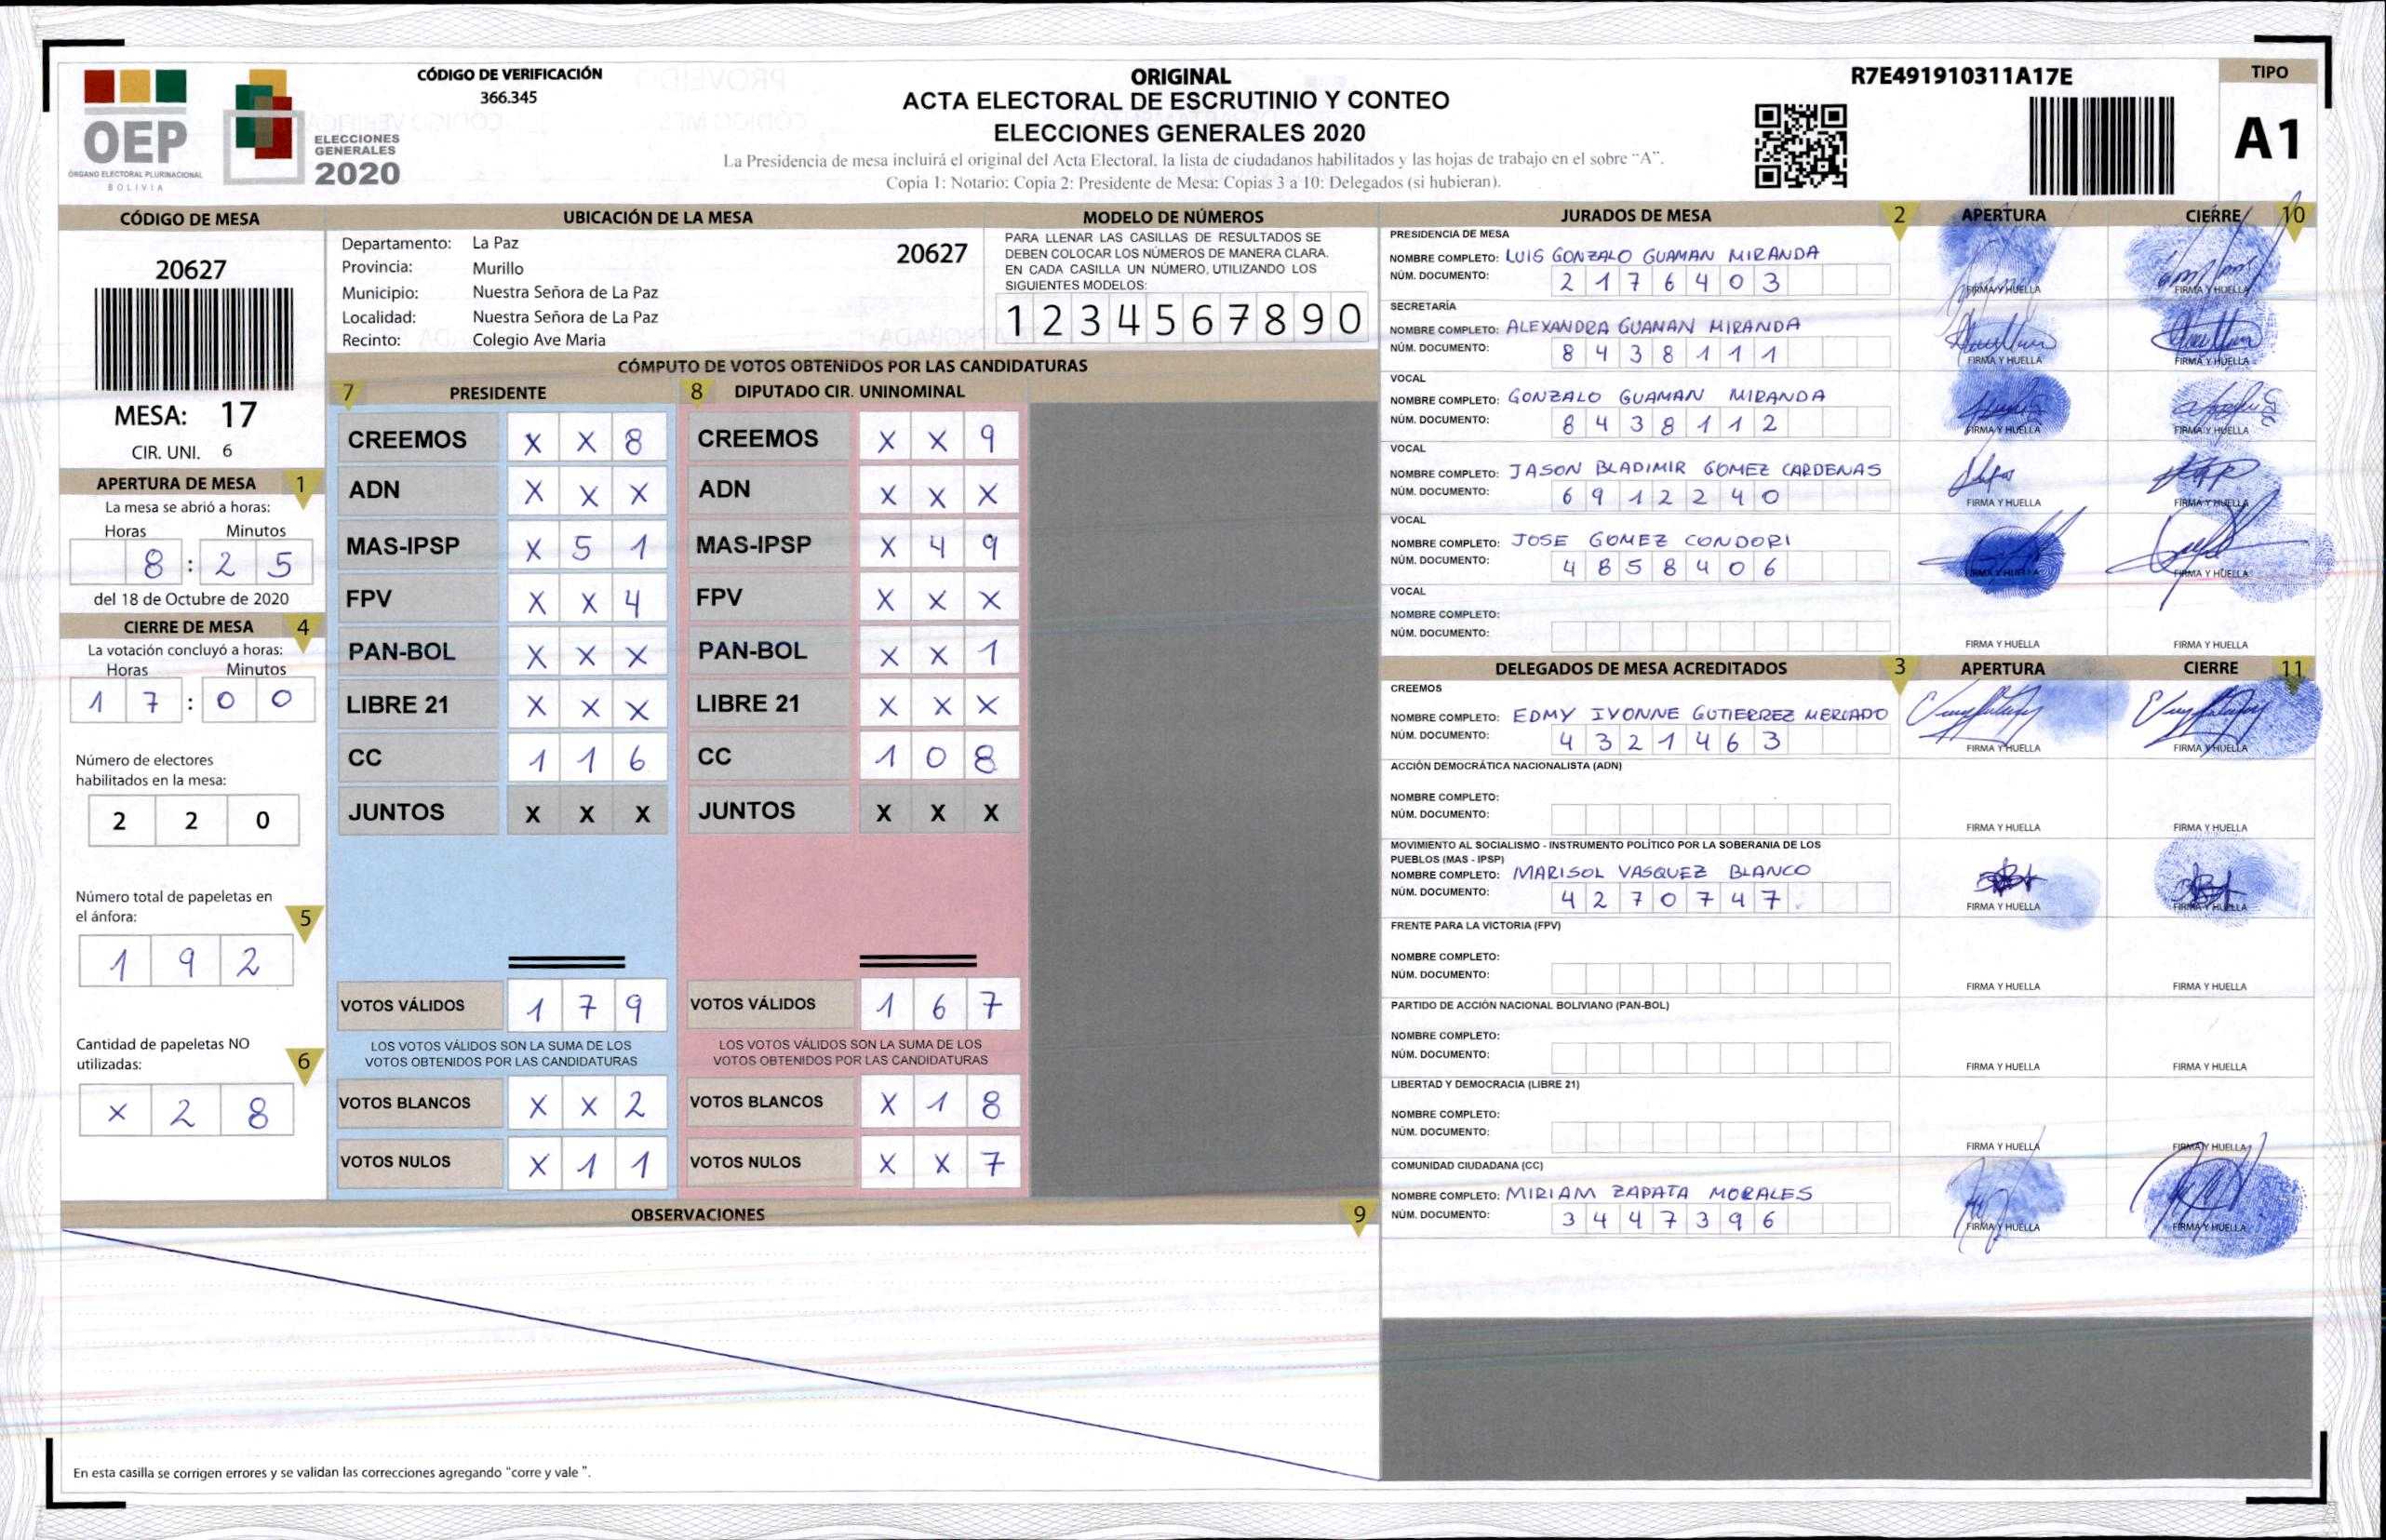 CÓDIGO DE VERIFICACIÓN
366.345
OEP
ÓRGANO ELECTORAL PLURINACIONAL
BOLIVIA
ELECCIONES
GENERALES
2020
ORIGINAL
ACTA ELECTORAL DE ESCRUTINIO Y CONTEO
ELECCIONES GENERALES 2020
La Presidencia de mesa incluirá el original del Acta Electoral, la lista de ciudadanos habilitados y las hojas de trabajo en el sobre "A".
Copia 1: Notario; Copia 2: Presidente de Mesa; Copias 3 a 10: Delegados (si hubieran).
R7E491910311A17E
TIPO
A1
CÓDIGO DE MESA
20627
MESA: 17
CIR. UNI. 6
APERTURA DE MESA 1
La mesa se abrió a horas:
Horas Minutos
8 : 2 5
del 18 de Octubre de 2020
CIERRE DE MESA 4
La votación concluyó a horas:
Horas Minutos
1 7 : 0 0
Número de electores
habilitados en la mesa:
2 2 0
Número total de papeletas en
el ánfora: 5
1 9 2
Cantidad de papeletas NO
utilizadas: 6
X 2 8
UBICACIÓN DE LA MESA
Departamento: La Paz 20627
Provincia: Murillo
Municipio: Nuestra Señora de La Paz
Localidad: Nuestra Señora de La Paz
Recinto: Colegio Ave Maria
MODELO DE NÚMEROS
PARA LLENAR LAS CASILLAS DE RESULTADOS SE
DEBEN COLOCAR LOS NÚMEROS DE MANERA CLARA.
EN CADA CASILLA UN NÚMERO, UTILIZANDO LOS
SIGUIENTES MODELOS:
1 2 3 4 5 6 7 8 9 0
CÓMPUTO DE VOTOS OBTENIDOS POR LAS CANDIDATURAS
7 PRESIDENTE
CREEMOS X X 8
ADN X X X
MAS-IPSP X 5 1
FPV X X 4
PAN-BOL X X X
LIBRE 21 X X X
CC 1 1 6
JUNTOS X X X
VOTOS VÁLIDOS 1 7 9
LOS VOTOS VÁLIDOS SON LA SUMA DE LOS
VOTOS OBTENIDOS POR LAS CANDIDATURAS
VOTOS BLANCOS X X 2
VOTOS NULOS X 1 1
8 DIPUTADO CIR. UNINOMINAL
CREEMOS X X 9
ADN X X X
MAS-IPSP X 4 9
FPV X X X
PAN-BOL X X 1
LIBRE 21 X X X
CC 1 0 8
JUNTOS X X X
VOTOS VÁLIDOS 1 6 7
LOS VOTOS VÁLIDOS SON LA SUMA DE LOS
VOTOS OBTENIDOS POR LAS CANDIDATURAS
VOTOS BLANCOS X 1 8
VOTOS NULOS X X 7
OBSERVACIONES 9
En esta casilla se corrigen errores y se validan las correcciones agregando "corre y vale ".
JURADOS DE MESA 2 APERTURA CIERRE 10
PRESIDENCIA DE MESA
NOMBRE COMPLETO: LUIS GONZALO GUAMAN MIRANDA
NÚM. DOCUMENTO: 2 1 7 6 4 0 3
FIRMA Y HUELLA FIRMA Y HUELLA
SECRETARÍA
NOMBRE COMPLETO: ALEXANDRA GUAMAN MIRANDA
NÚM. DOCUMENTO: 8 4 3 8 1 1 1
FIRMA Y HUELLA FIRMA Y HUELLA
VOCAL
NOMBRE COMPLETO: GONZALO GUAMAN MIRANDA
NÚM. DOCUMENTO: 8 4 3 8 1 1 2
FIRMA Y HUELLA FIRMA Y HUELLA
VOCAL
NOMBRE COMPLETO: JASON BLADIMIR GOMEZ CARDENAS
NÚM. DOCUMENTO: 6 9 1 2 2 4 0
FIRMA Y HUELLA FIRMA Y HUELLA
VOCAL
NOMBRE COMPLETO: JOSE GOMEZ CONDORI
NÚM. DOCUMENTO: 4 8 5 8 4 0 6
FIRMA Y HUELLA FIRMA Y HUELLA
VOCAL
NOMBRE COMPLETO:
NÚM. DOCUMENTO:
FIRMA Y HUELLA FIRMA Y HUELLA
DELEGADOS DE MESA ACREDITADOS 3 APERTURA CIERRE 11
CREEMOS
NOMBRE COMPLETO: EDMY IVONNE GUTIERREZ MERCADO
NÚM. DOCUMENTO: 4 3 2 1 4 6 3
FIRMA Y HUELLA FIRMA Y HUELLA
ACCIÓN DEMOCRÁTICA NACIONALISTA (ADN)
NOMBRE COMPLETO:
NÚM. DOCUMENTO:
FIRMA Y HUELLA FIRMA Y HUELLA
MOVIMIENTO AL SOCIALISMO - INSTRUMENTO POLÍTICO POR LA SOBERANIA DE LOS
PUEBLOS (MAS - IPSP)
NOMBRE COMPLETO: MARISOL VASQUEZ BLANCO
NÚM. DOCUMENTO: 4 2 7 0 7 4 7
FIRMA Y HUELLA FIRMA Y HUELLA
FRENTE PARA LA VICTORIA (FPV)
NOMBRE COMPLETO:
NÚM. DOCUMENTO:
FIRMA Y HUELLA FIRMA Y HUELLA
PARTIDO DE ACCIÓN NACIONAL BOLIVIANO (PAN-BOL)
NOMBRE COMPLETO:
NÚM. DOCUMENTO:
FIRMA Y HUELLA FIRMA Y HUELLA
LIBERTAD Y DEMOCRACIA (LIBRE 21)
NOMBRE COMPLETO:
NÚM. DOCUMENTO:
FIRMA Y HUELLA FIRMA Y HUELLA
COMUNIDAD CIUDADANA (CC)
NOMBRE COMPLETO: MIRIAM ZAPATA MORALES
NÚM. DOCUMENTO: 3 4 4 7 3 9 6
FIRMA Y HUELLA FIRMA Y HUELLA